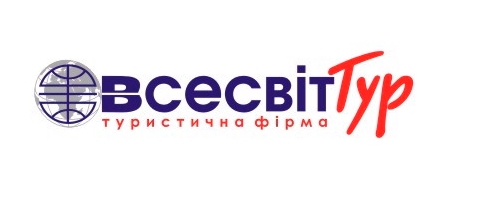 ВсесвітТур
туристична фірма